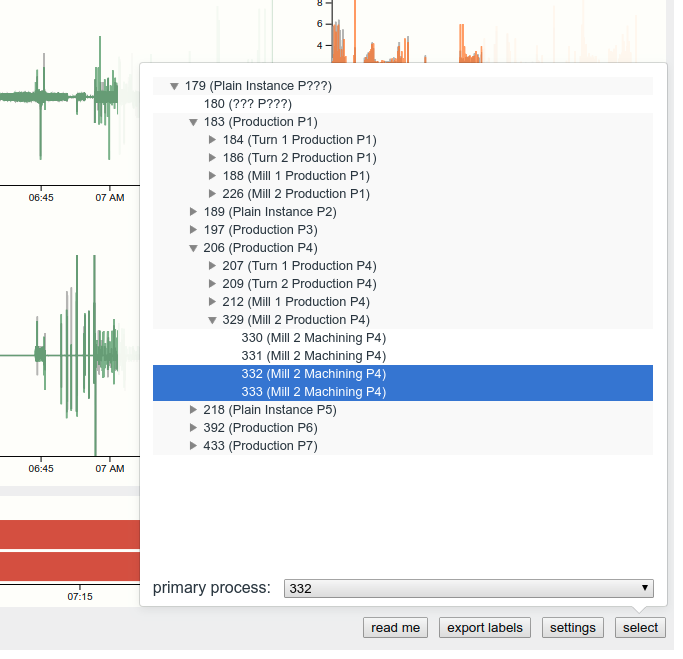 8
6
4
06:45 07 AM
06:45 07 AM
07:15
179 (Plain Instance P???)
180 (??? P????)
183 (Production P1)
184 (Turn 1 Production P1)
186 (Turn 2 Production P1)
188 (Mill 1 Production P1)
226 (Mill 2 Production P1)
189 (Plain Instance P2)
197 (Production P3)
206 (Production P4)
207 (Turn 1 Production P4)
209 (Turn 2 Production P4)
212 (Mill 1 Production P4)
329 (Mill 2 Production P4)
330 (Mill 2 Machining P4)
331 (Mill 2 Machining P4)
332 (Mill 2 Machining P4)
333 (Mill 2 Machining P4)
218 (Plain Instance P5)
392 (Production P6)
433 (Production P7)
primary process: 332
read me export labels settings select